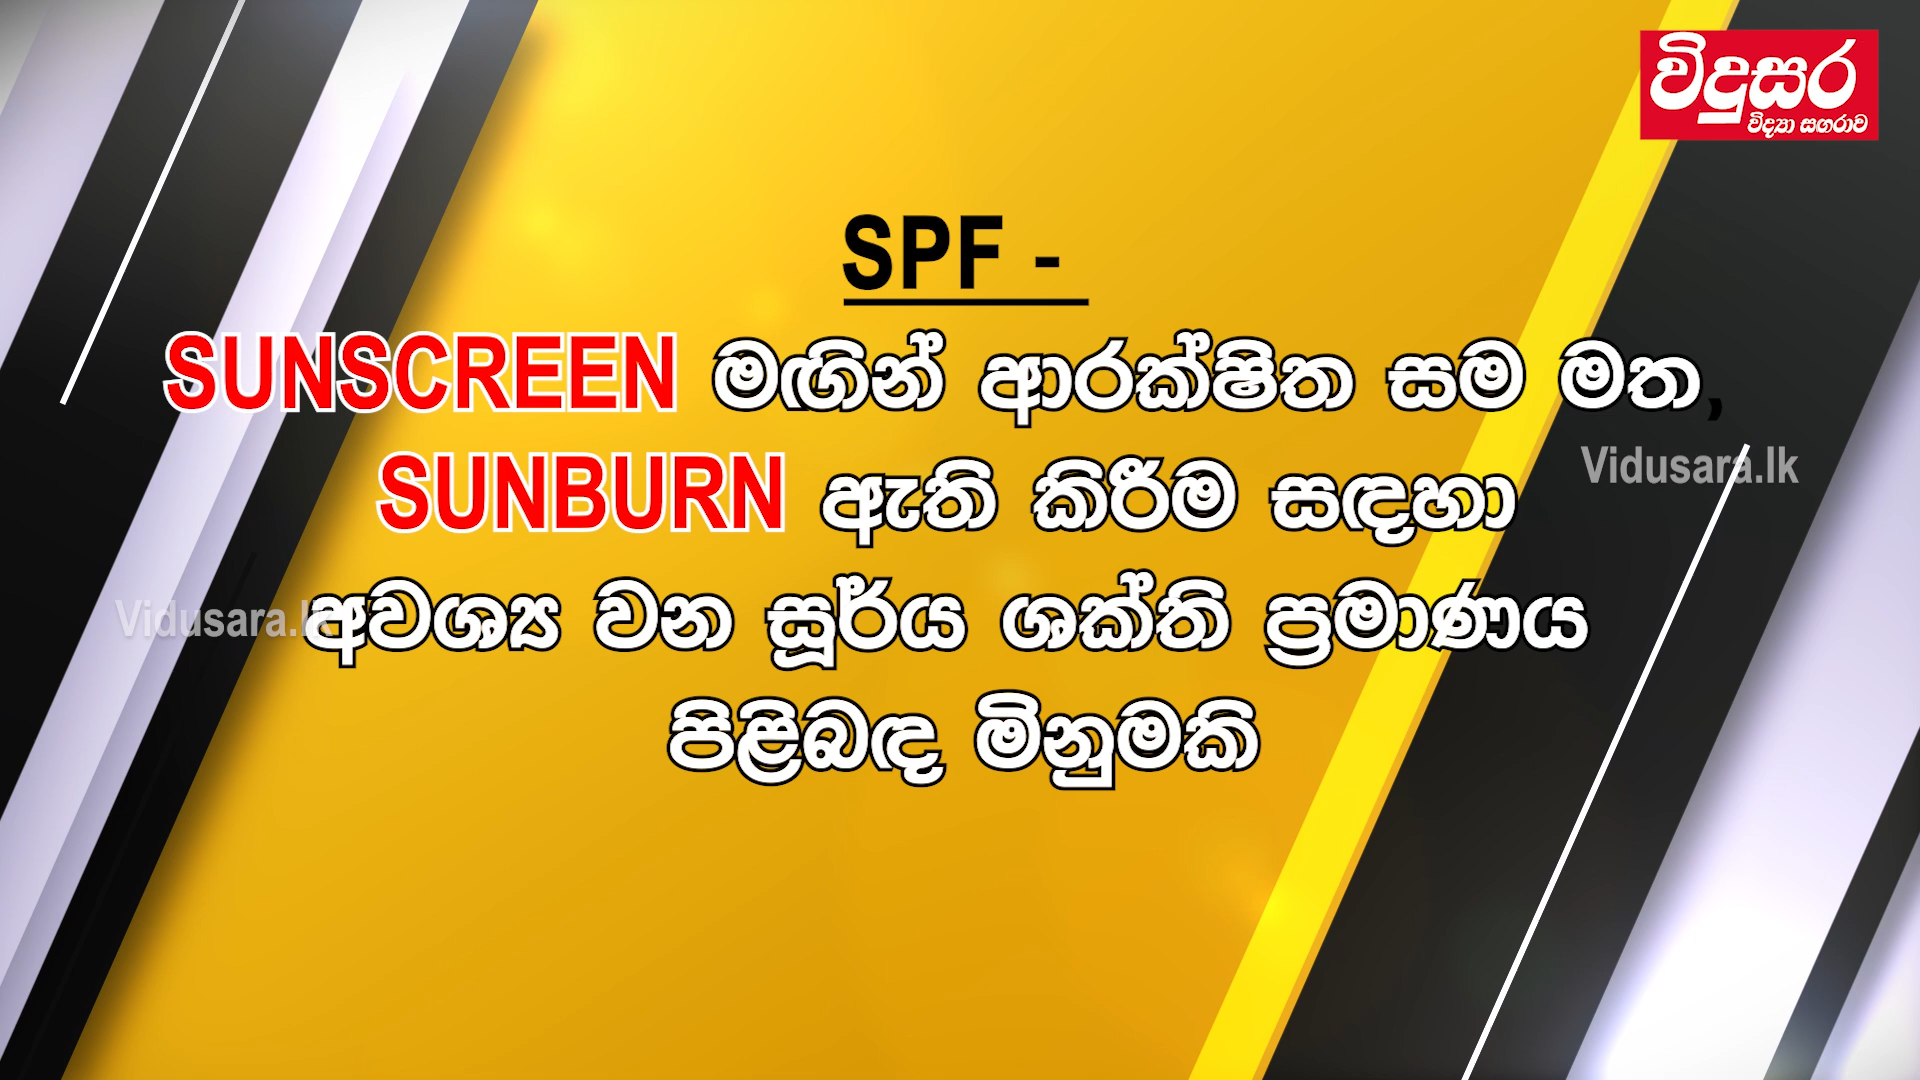 විදුසර
විද්‍යා සඟරාව
SPF -
SUNSCREEN මඟින් ආරක්ෂිත සම මත,
SUNBURN ඇති කිරීම සඳහා
Vidusara.lk
අවශ්‍ය වන සූර්ය ශක්ති ප්‍රමාණය
Vidusara.lk
පිළිබඳ මිනුමකි